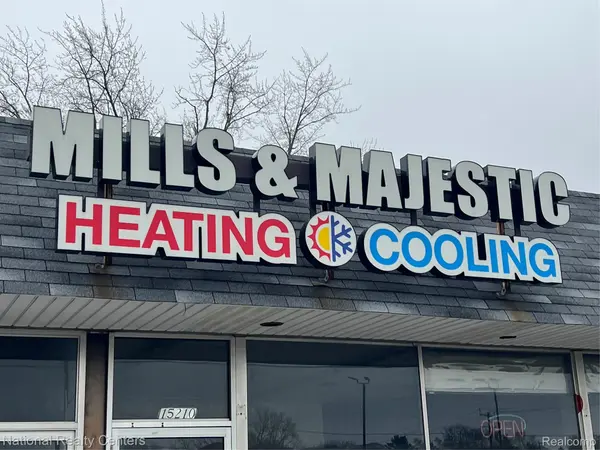 MILLS & MAJESTIC
HEATING COOLING
15210
OPEN
National Realty Centers
Realcomp